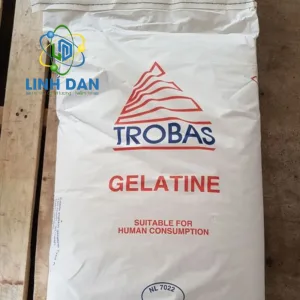 LINH DAN
TROBAS
GELATINE
SUITABLE FOR
HUMAN CONSUMPTION
NL 7022